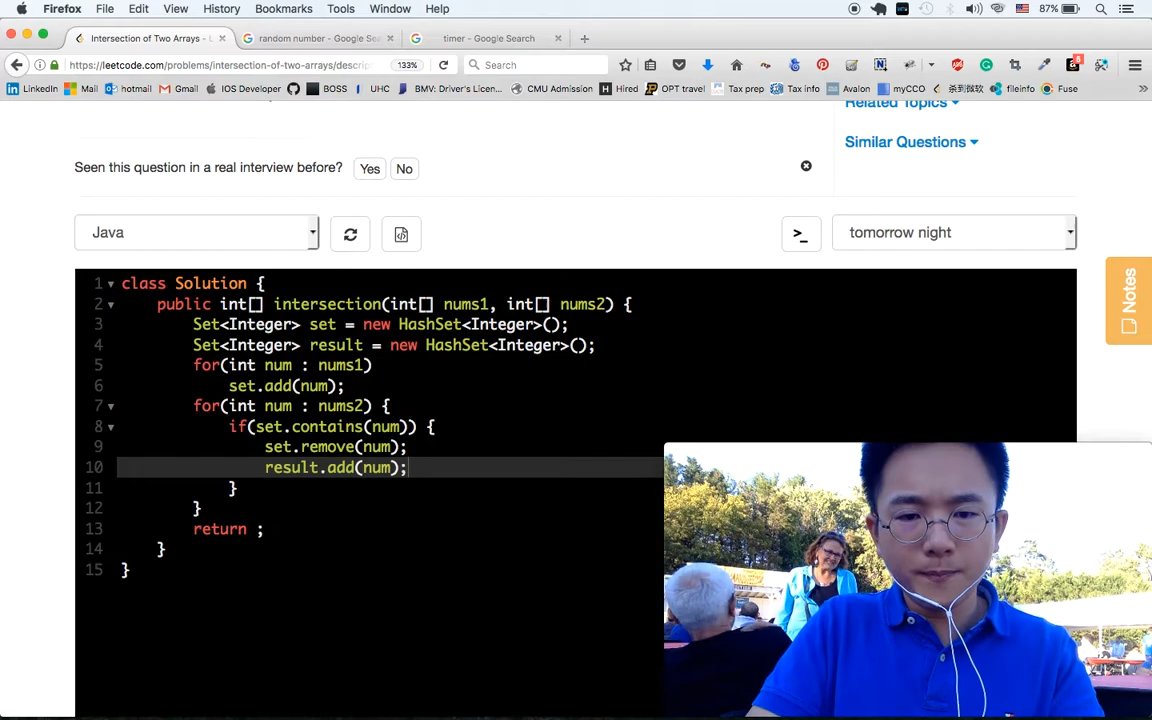 Firefox File Edit View History Bookmarks Tools Window Help 87%
Intersection of Two Arrays - L random number - Google Sea timer - Google Search
https://leetcode.com/problems/intersection-of-two-arrays/descrip 133% Search
LinkedIn Mail hotmail Gmail IOS Developer BOSS UHC BMV: Driver's Licen... CMU Admission Hired OPT travel Tax prep Tax info Avalon myCCO 杀到微软 fileinfo Fuse
Related Topics
Seen this question in a real interview before? Yes No
Similar Questions
Java >_ tomorrow night
Notes
1 class Solution {
2 public int[] intersection(int[] nums1, int[] nums2) {
3 Set<Integer> set = new HashSet<Integer>();
4 Set<Integer> result = new HashSet<Integer>();
5 for(int num : nums1)
6 set.add(num);
7 for(int num : nums2) {
8 if(set.contains(num)) {
9 set.remove(num);
10 result.add(num);
11 }
12 }
13 return ;
14 }
15 }